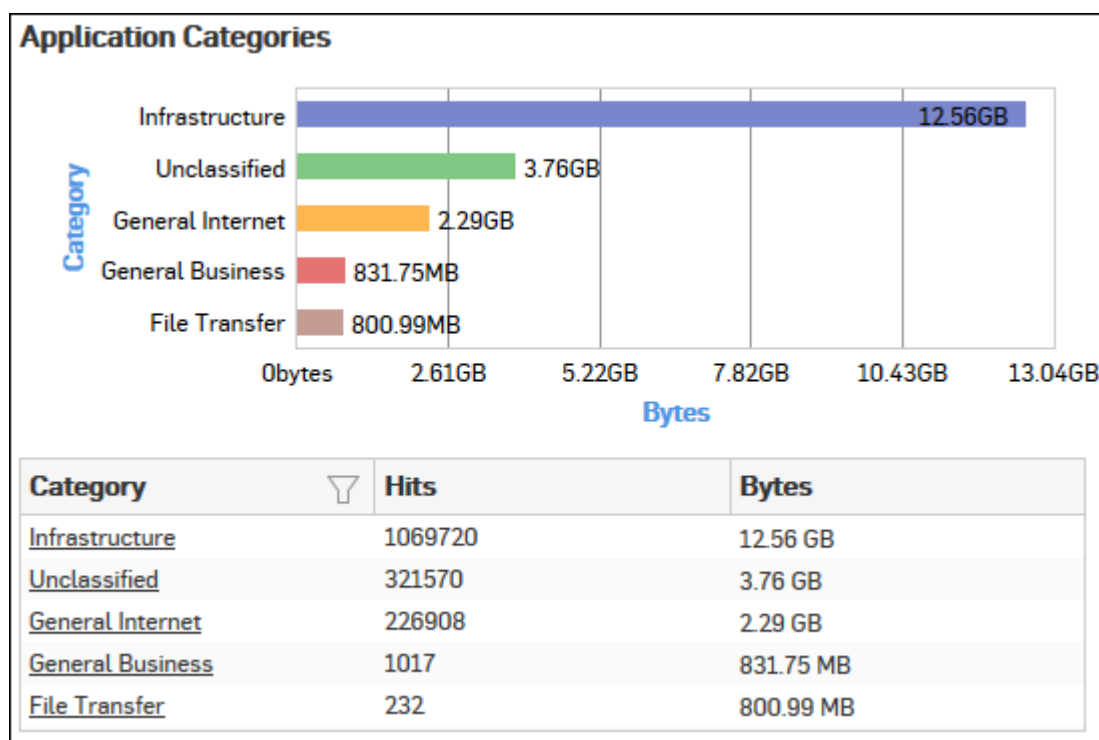 Application Categories
Category
Infrastructure 12.56GB
Unclassified 3.76GB
General Internet 2.29GB
General Business 831.75MB
File Transfer 800.99MB
0bytes 2.61GB 5.22GB 7.82GB 10.43GB 13.04GB
Bytes
Category Hits Bytes
Infrastructure 1069720 12.56 GB
Unclassified 321570 3.76 GB
General Internet 226908 2.29 GB
General Business 1017 831.75 MB
File Transfer 232 800.99 MB